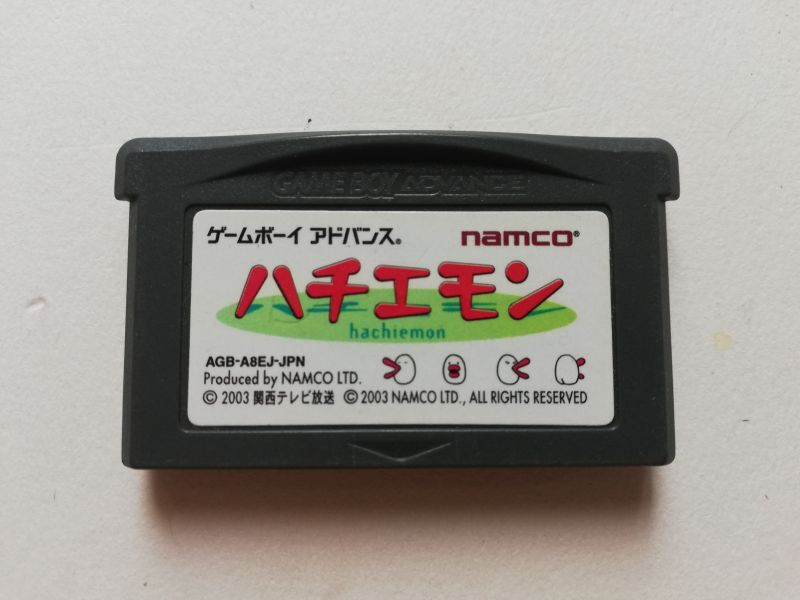 GAME BOY ADVANCE
ゲームボーイ アドバンス® namco®
ハチエモン
hachiemon
AGB-A8EJ-JPN
Produced by NAMCO LTD.
© 2003 関西テレビ放送 © 2003 NAMCO LTD., ALL RIGHTS RESERVED